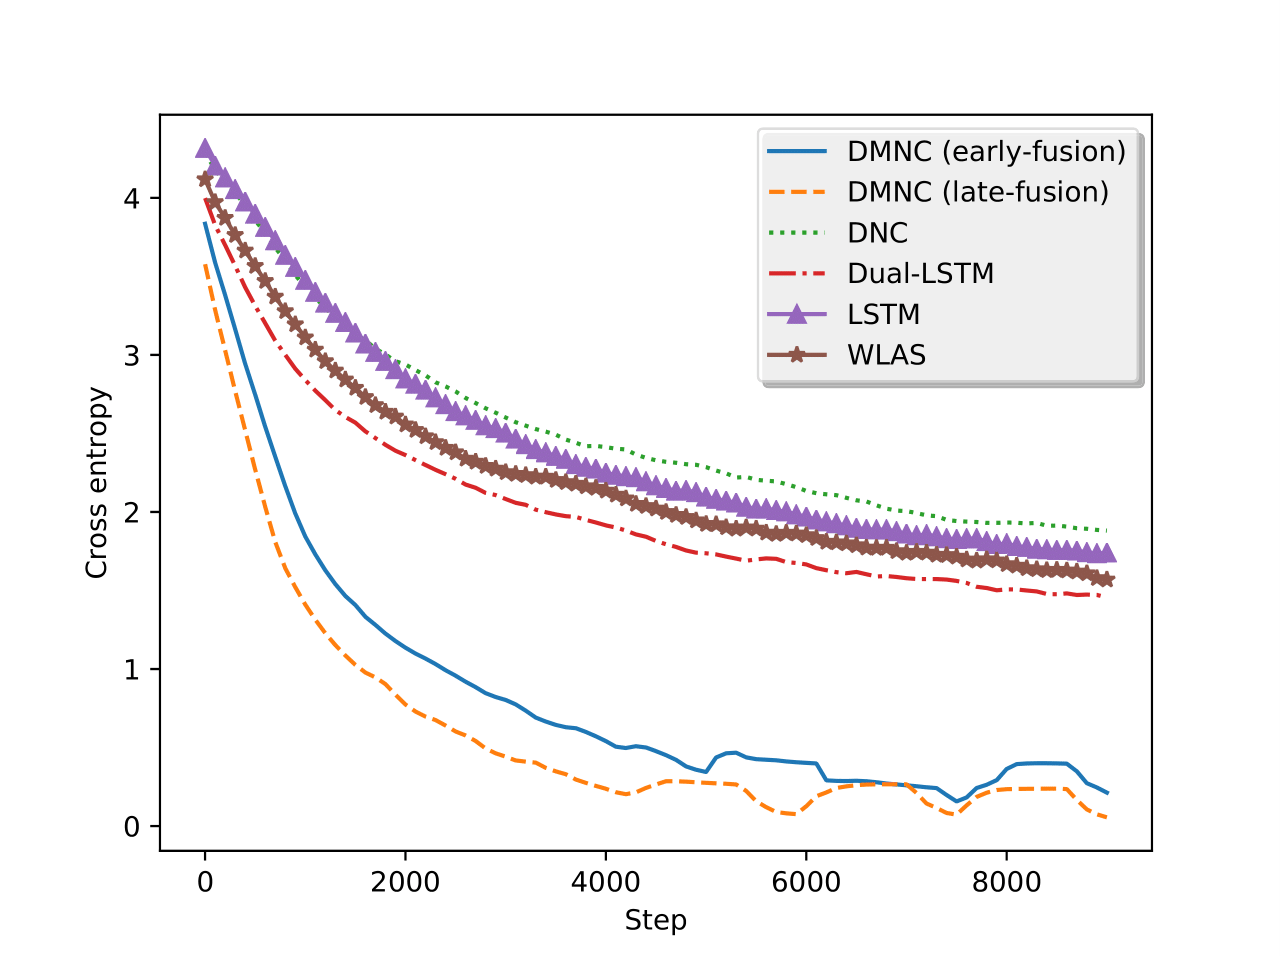 DMNC (early-fusion)
DMNC (late-fusion)
DNC
Dual-LSTM
LSTM
WLAS
Cross entropy
4
3
2
1
0
0 2000 4000 6000 8000
Step